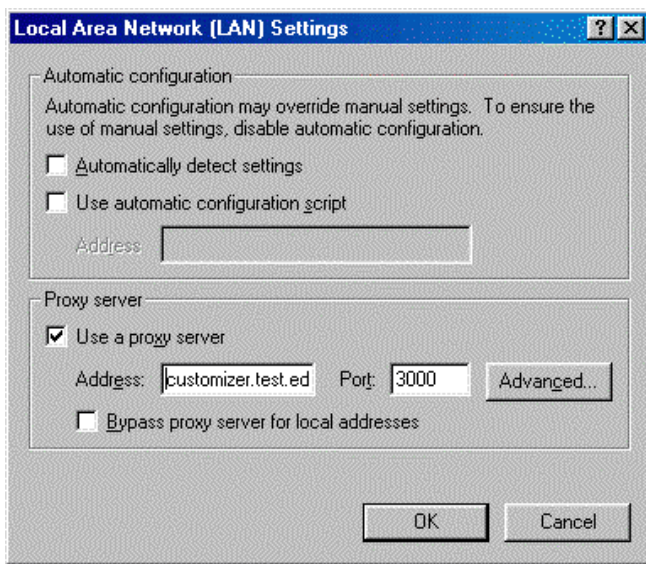 Local Area Network (LAN) Settings
Automatic configuration
Automatic configuration may override manual settings. To ensure the
use of manual settings, disable automatic configuration.
Automatically detect settings
Use automatic configuration script
Address
Proxy server
Use a proxy server
Address: customizer.test.ed Port: 3000 Advanced...
Bypass proxy server for local addresses
OK Cancel